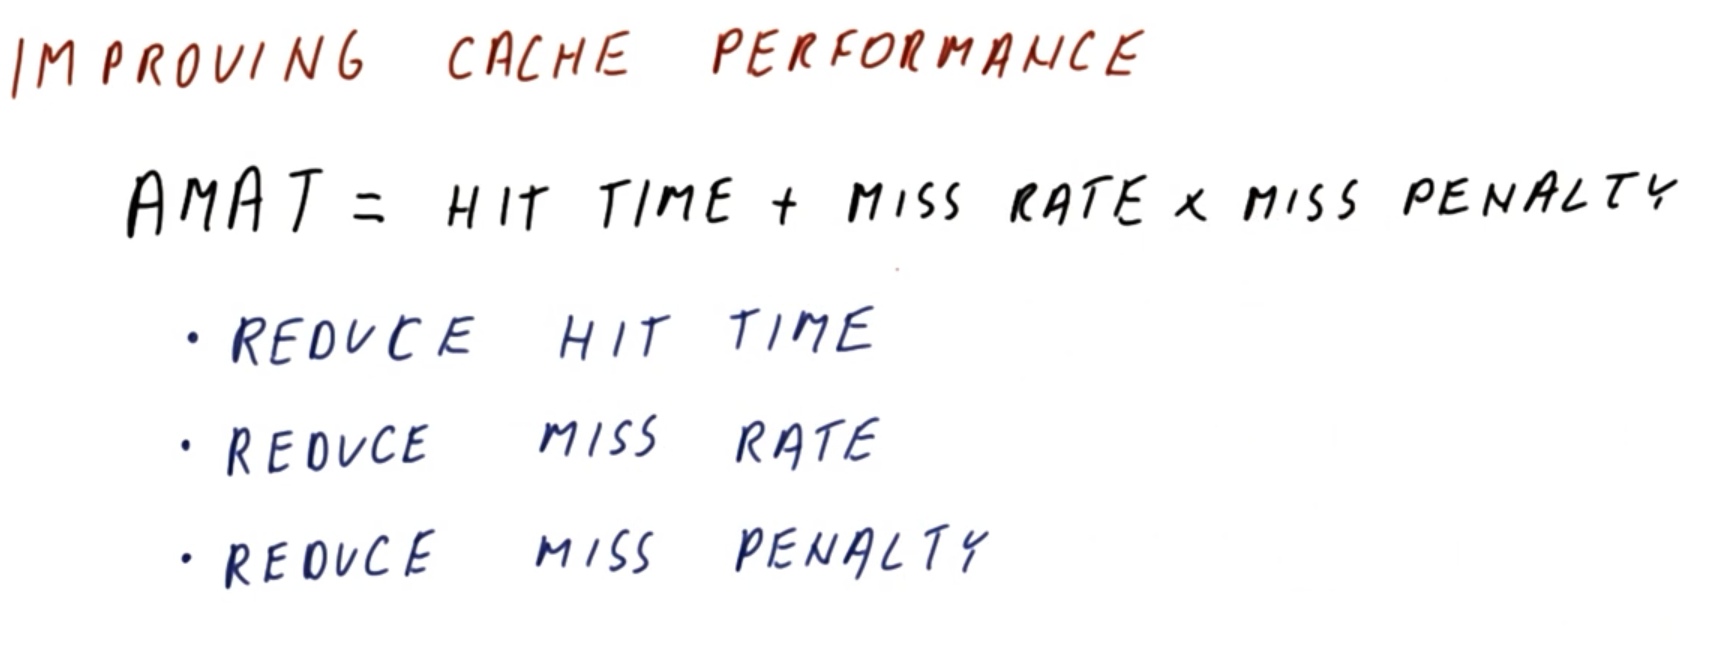 IMPROVING CACHE PERFORMANCE
AMAT = HIT TIME + MISS RATE x MISS PENALTY
• REDUCE HIT TIME
• REDUCE MISS RATE
• REDUCE MISS PENALTY